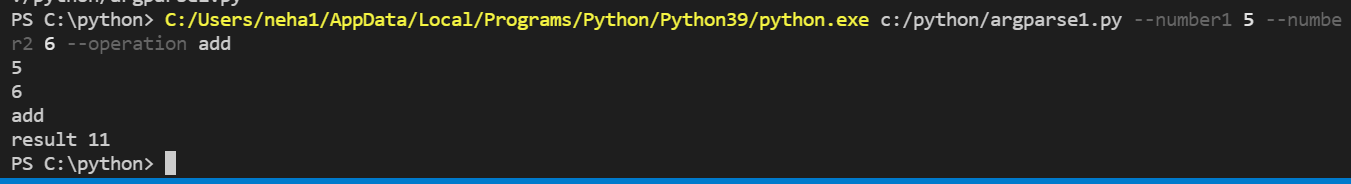 PS C:\python> C:/Users/neha1/AppData/Local/Programs/Python/Python39/python.exe c:/python/argparse1.py --number1 5 --numbe
r2 6 --operation add
5
6
add
result 11
PS C:\python>